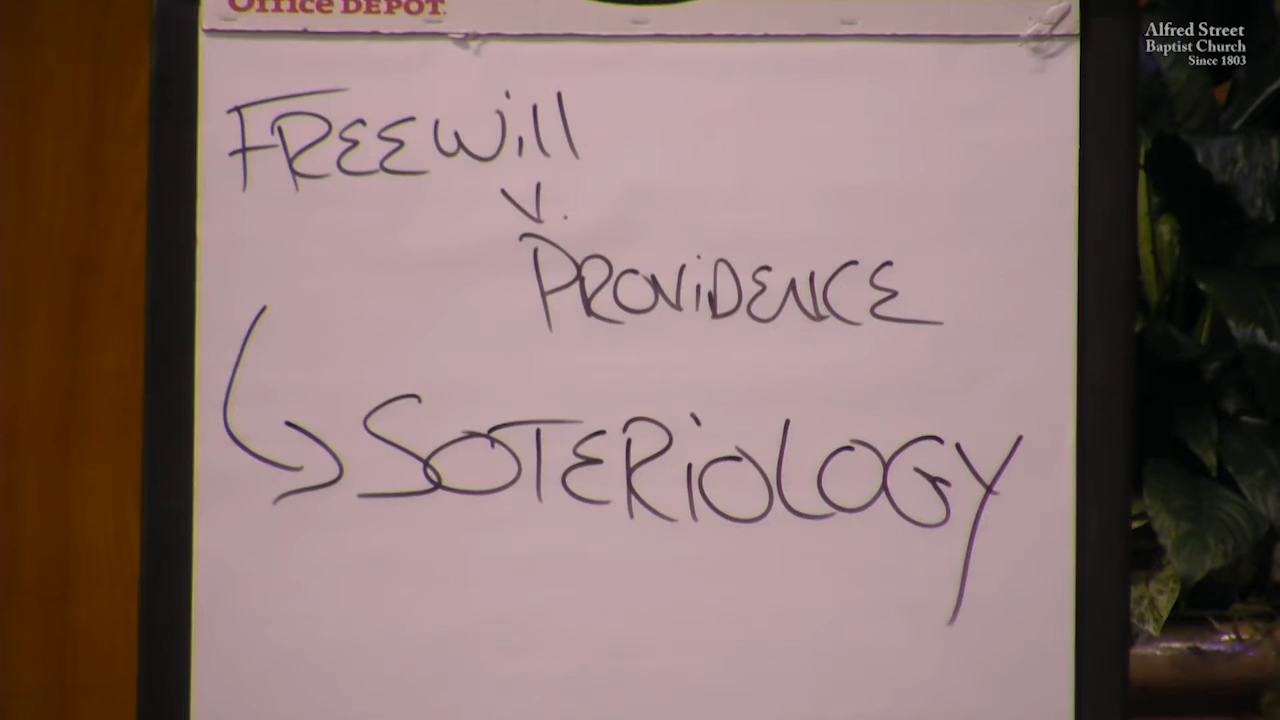 Office DEPOT
Alfred Street
Baptist Church
Since 1803
FREEWill
V.
PROViDENCE
SOTERiOLOGY